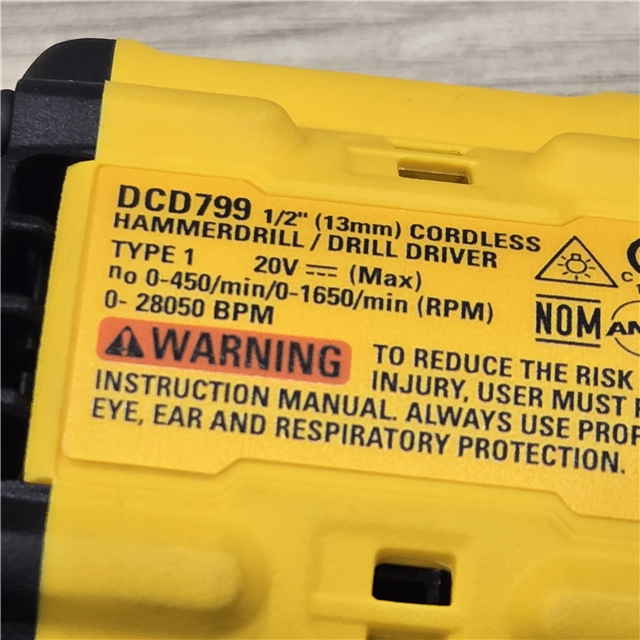 DCD799 1/2" (13mm) CORDLESS
HAMMERDRILL / DRILL DRIVER
TYPE 1 20V ⎓ (Max)
no 0-450/min/0-1650/min (RPM)
0- 28050 BPM
NOM
WARNING
TO REDUCE THE RISK
INJURY, USER MUST
INSTRUCTION MANUAL. ALWAYS USE
EYE, EAR AND RESPIRATORY PROTECTION.